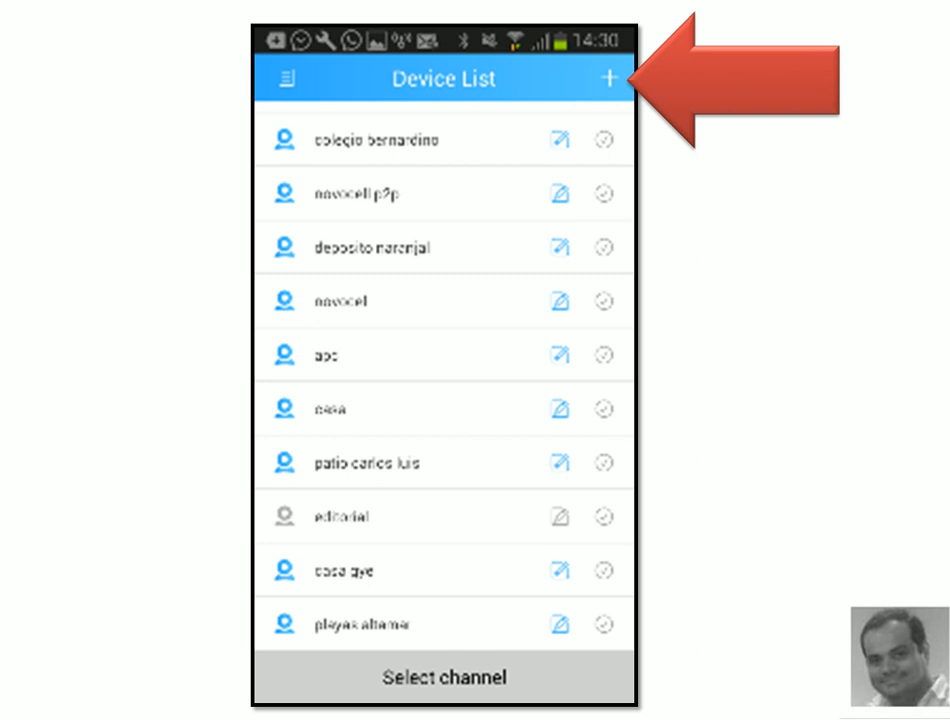 14:30
Device List
colegio bernardino
novocell p2p
deposito naranjal
novocel
apc
casa
patio carlos luis
editorial
casa gye
playas altamar
Select channel